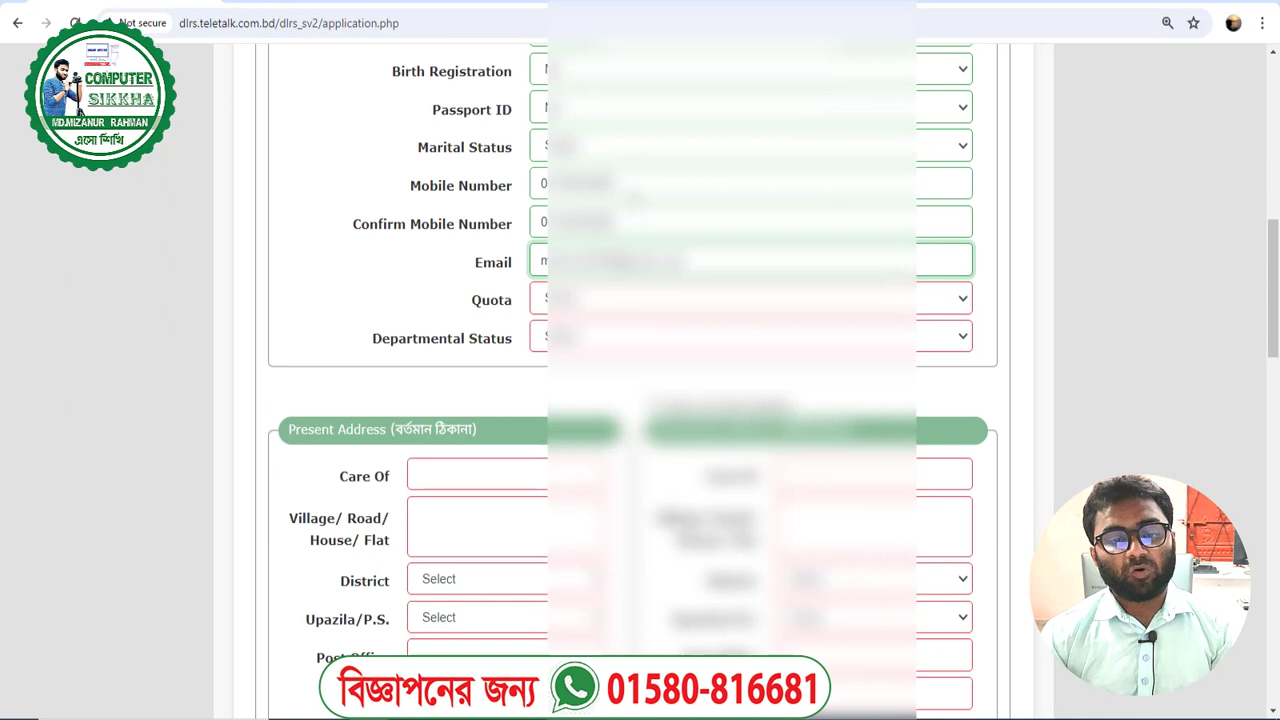 Not secure dlrs.teletalk.com.bd/dlrs_sv2/application.php
COMPUTER
SIKKHA
MD.MIZANUR RAHMAN
এসো শিখি
Birth Registration
Passport ID
Marital Status
Mobile Number 0
Confirm Mobile Number 0
Email m
Quota
Departmental Status
Present Address (বর্তমান ঠিকানা)
Care Of
Village/ Road/
House/ Flat
District Select
Upazila/P.S. Select
বিজ্ঞাপনের জন্য 01580-816681